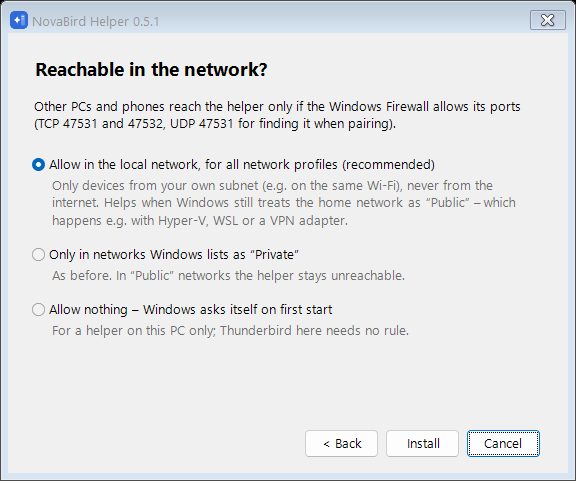 NovaBird Helper 0.5.1
Reachable in the network?
Other PCs and phones reach the helper only if the Windows Firewall allows its ports
(TCP 47531 and 47532, UDP 47531 for finding it when pairing).
Allow in the local network, for all network profiles (recommended)
Only devices from your own subnet (e.g. on the same Wi-Fi), never from the
internet. Helps when Windows still treats the home network as “Public” – which
happens e.g. with Hyper-V, WSL or a VPN adapter.
Only in networks Windows lists as “Private”
As before. In “Public” networks the helper stays unreachable.
Allow nothing – Windows asks itself on first start
For a helper on this PC only; Thunderbird here needs no rule.
< Back
Install
Cancel